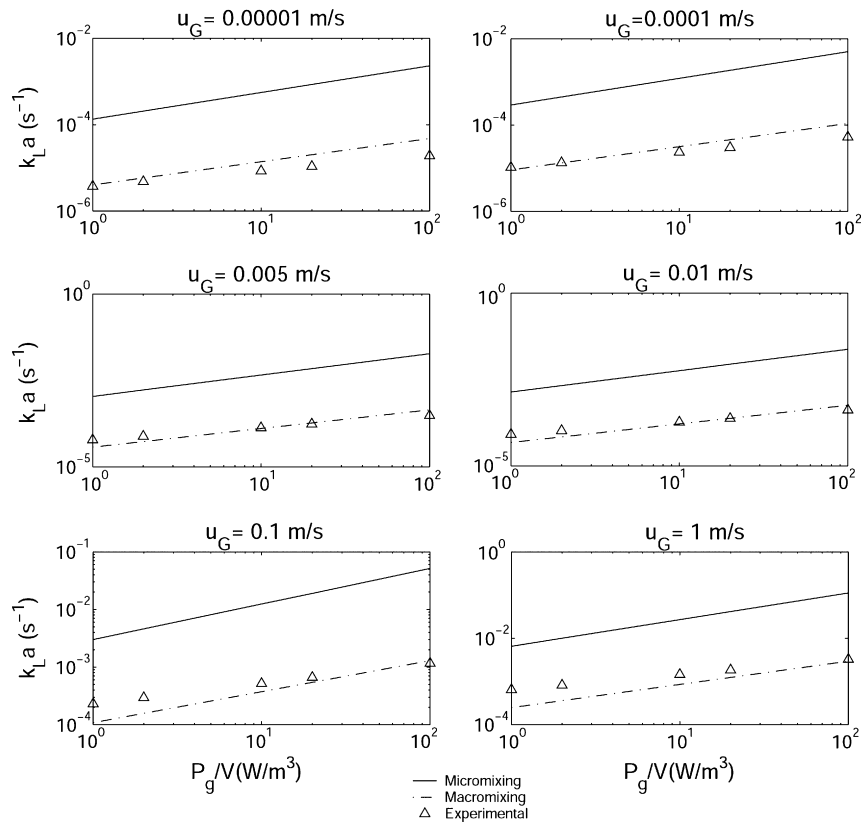 u_G= 0.00001 m/s
u_G=0.0001 m/s
10^-2
10^-4
10^-6
k_L a (s^-1)
10^0
10^1
10^2
10^-2
10^-4
10^-6
10^0
10^1
10^2
u_G= 0.005 m/s
u_G= 0.01 m/s
10^0
10^-5
k_L a (s^-1)
10^0
10^1
10^2
10^0
10^-5
10^0
10^1
10^2
u_G= 0.1 m/s
u_G= 1 m/s
10^-1
10^-2
10^-3
10^-4
k_L a (s^-1)
10^0
10^1
10^2
P_g/V(W/m^3)
10^0
10^-2
10^-4
10^0
10^1
10^2
P_g/V(W/m^3)
Micromixing
Macromixing
Experimental